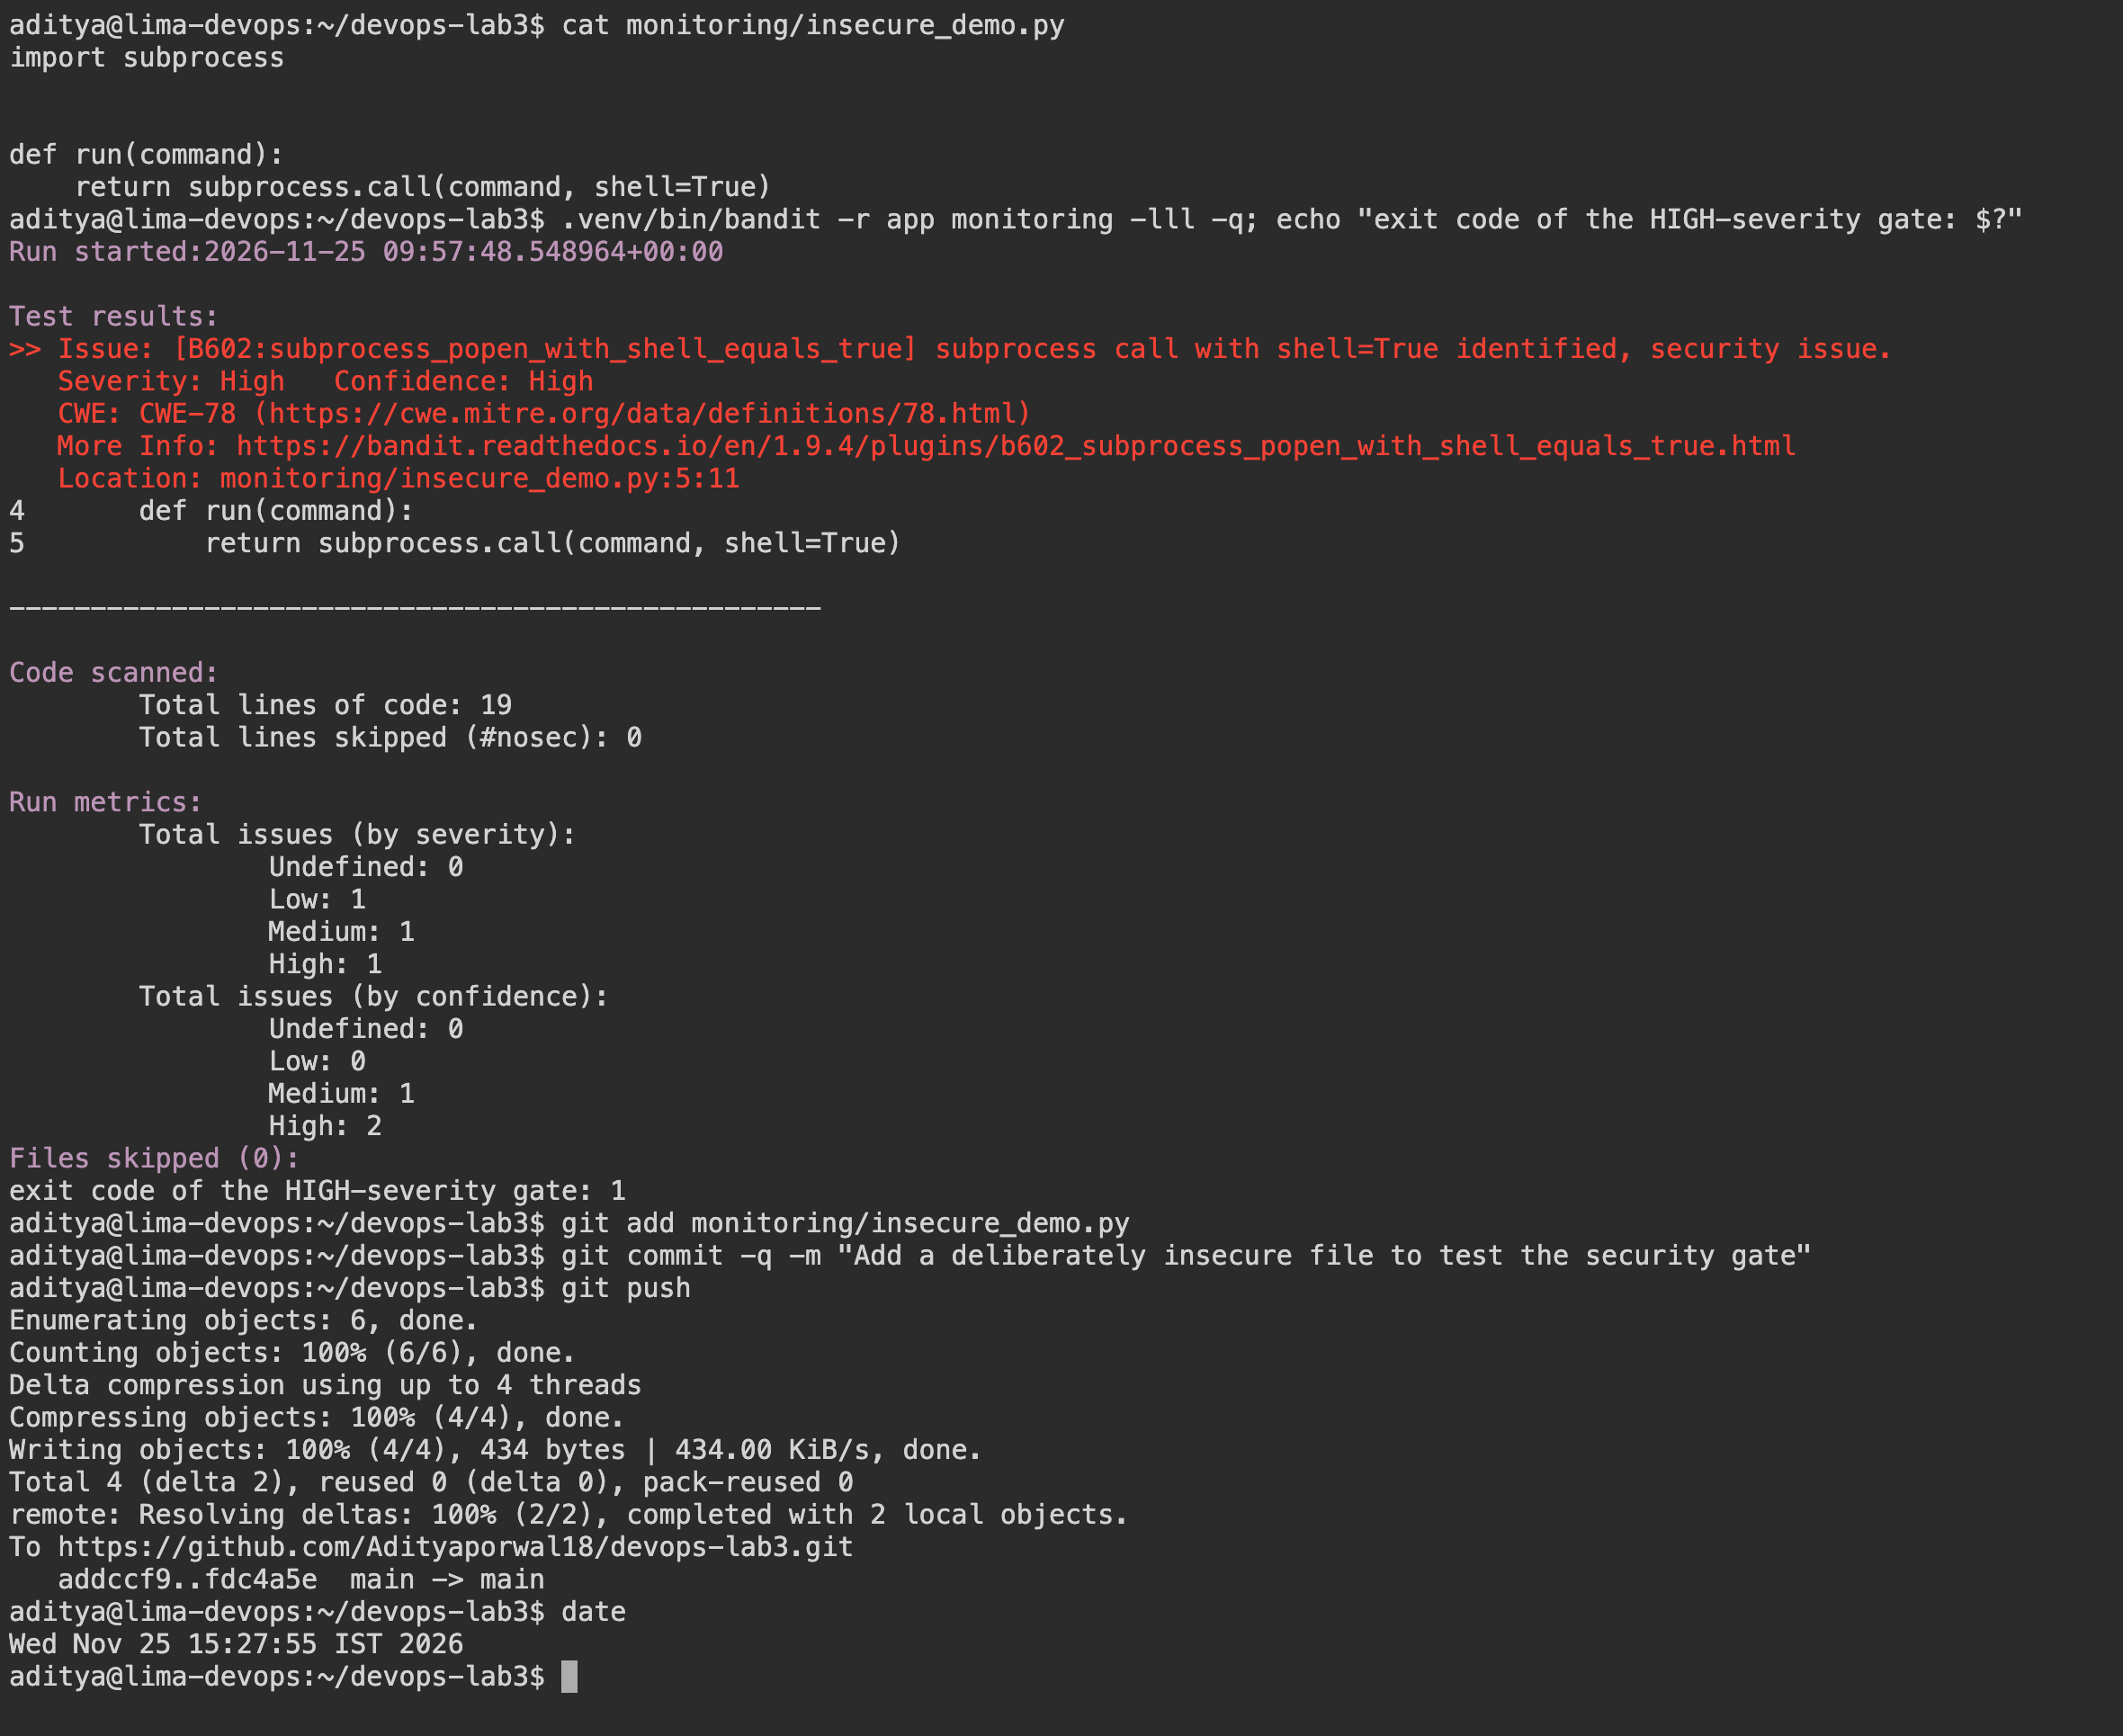 aditya@lima-devops:~/devops-lab3$ cat monitoring/insecure_demo.py
import subprocess


def run(command):
    return subprocess.call(command, shell=True)
aditya@lima-devops:~/devops-lab3$ .venv/bin/bandit -r app monitoring -lll -q; echo "exit code of the HIGH-severity gate: $?"
Run started:2026-11-25 09:57:48.548964+00:00

Test results:
>> Issue: [B602:subprocess_popen_with_shell_equals_true] subprocess call with shell=True identified, security issue.
   Severity: High   Confidence: High
   CWE: CWE-78 (https://cwe.mitre.org/data/definitions/78.html)
   More Info: https://bandit.readthedocs.io/en/1.9.4/plugins/b602_subprocess_popen_with_shell_equals_true.html
   Location: monitoring/insecure_demo.py:5:11
4       def run(command):
5           return subprocess.call(command, shell=True)

--------------------------------------------------

Code scanned:
        Total lines of code: 19
        Total lines skipped (#nosec): 0

Run metrics:
        Total issues (by severity):
                Undefined: 0
                Low: 1
                Medium: 1
                High: 1
        Total issues (by confidence):
                Undefined: 0
                Low: 0
                Medium: 1
                High: 2
Files skipped (0):
exit code of the HIGH-severity gate: 1
aditya@lima-devops:~/devops-lab3$ git add monitoring/insecure_demo.py
aditya@lima-devops:~/devops-lab3$ git commit -q -m "Add a deliberately insecure file to test the security gate"
aditya@lima-devops:~/devops-lab3$ git push
Enumerating objects: 6, done.
Counting objects: 100% (6/6), done.
Delta compression using up to 4 threads
Compressing objects: 100% (4/4), done.
Writing objects: 100% (4/4), 434 bytes | 434.00 KiB/s, done.
Total 4 (delta 2), reused 0 (delta 0), pack-reused 0
remote: Resolving deltas: 100% (2/2), completed with 2 local objects.
To https://github.com/Adityaporwal18/devops-lab3.git
   addccf9..fdc4a5e  main -> main
aditya@lima-devops:~/devops-lab3$ date
Wed Nov 25 15:27:55 IST 2026
aditya@lima-devops:~/devops-lab3$